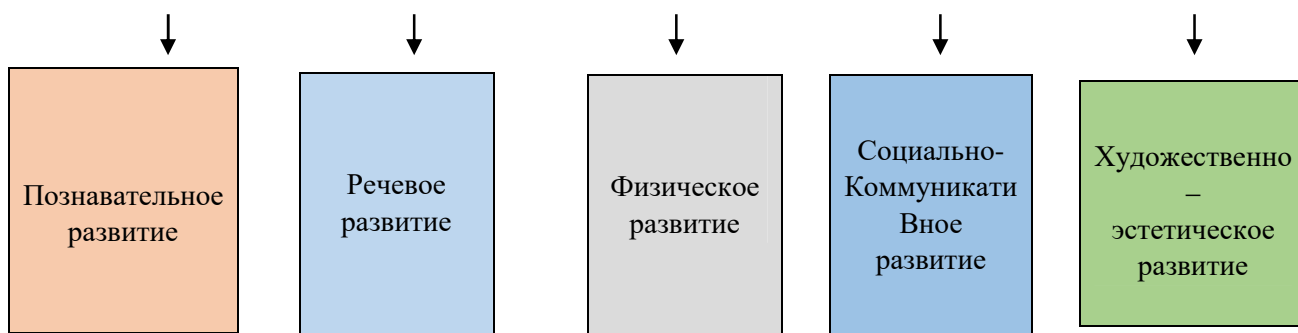 Познавательное
развитие
Речевое
развитие
Физическое
развитие
Социально-
Коммуникати
Вное
развитие
Художественно
–
эстетическое
развитие